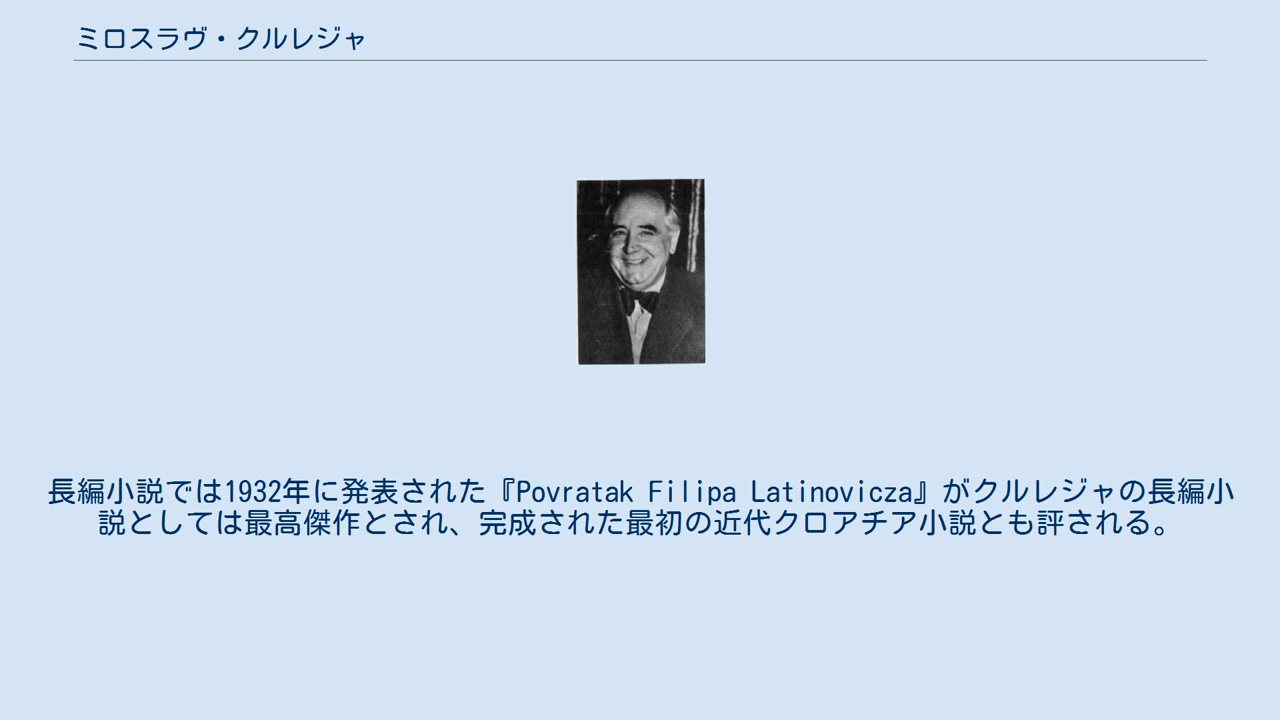 ミロスラヴ・クルレジャ
長編小説では1932年に発表された『Povratak Filipa Latinovicza』がクルレジャの長編小
説としては最高傑作とされ、完成された最初の近代クロアチア小説とも評される。